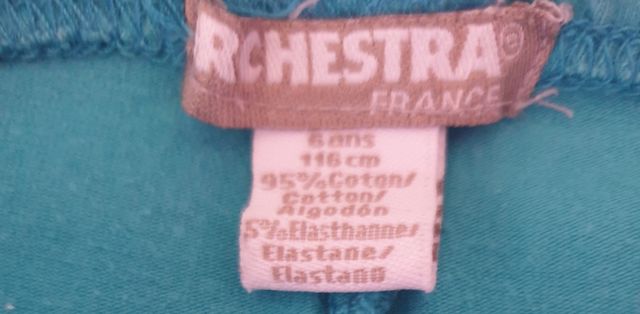 RCHESTRA®
FRANCE
6 ans
116 cm
95% Coton/
Cotton/
Algodón
5% Elasthanne/
Elastane/
Elastano